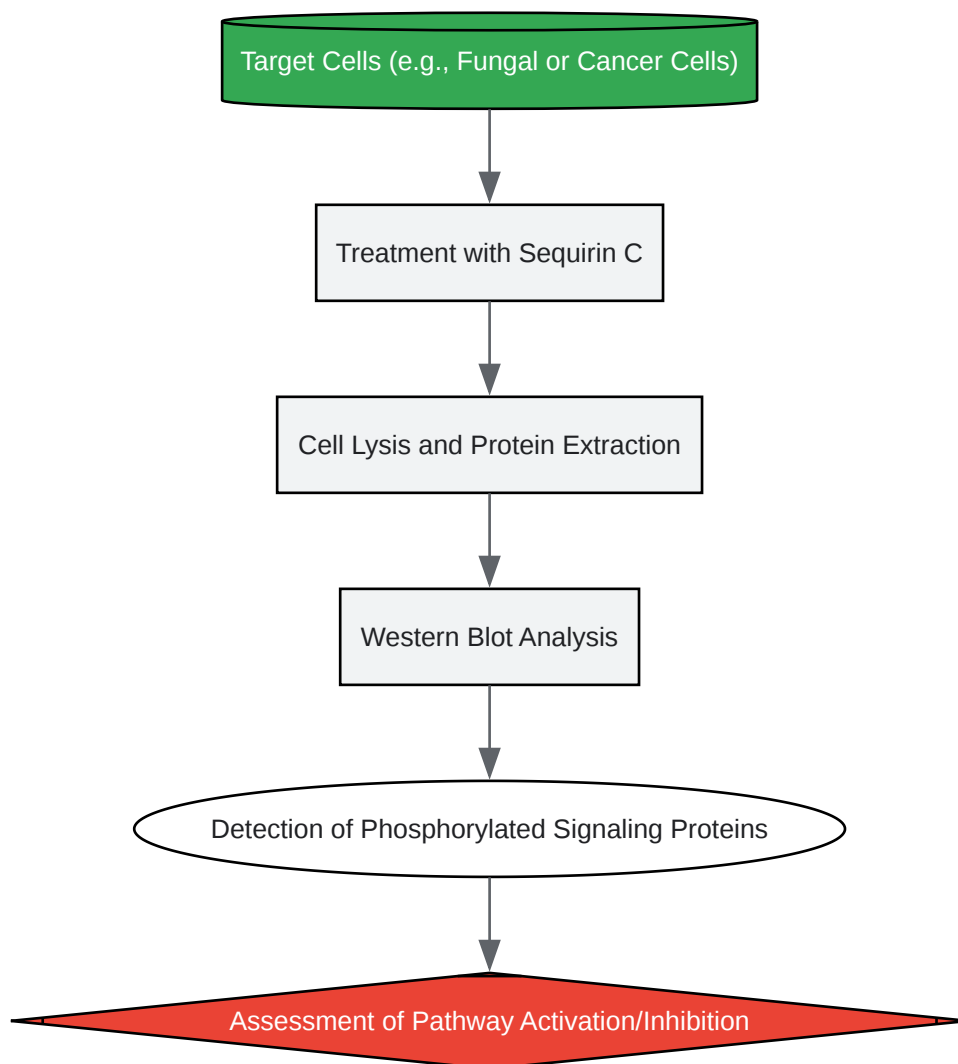 Target Cells (e.g., Fungal or Cancer Cells)
Treatment with Sequirin C
Cell Lysis and Protein Extraction
Western Blot Analysis
Detection of Phosphorylated Signaling Proteins
Assessment of Pathway Activation/Inhibition